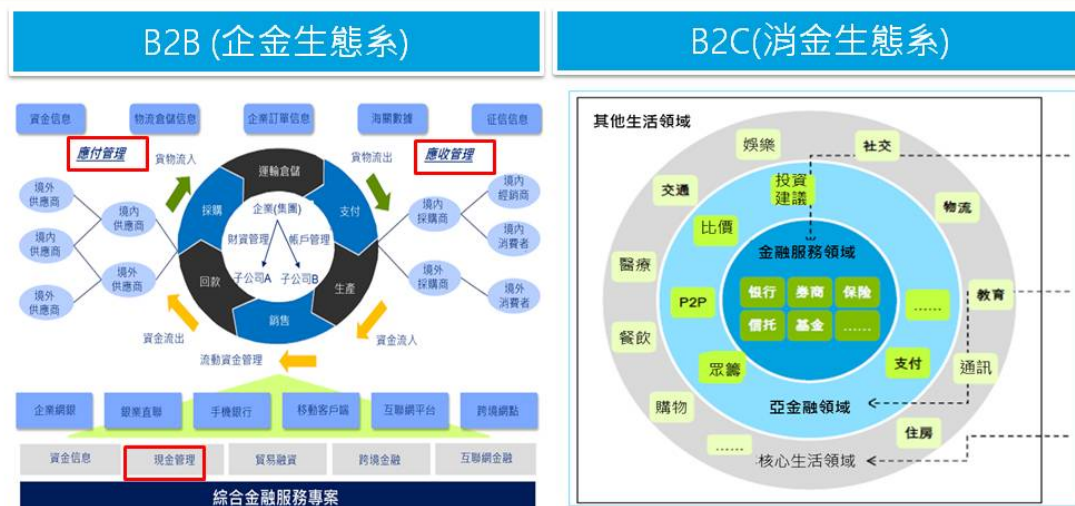 B2B (企金生態系)
資金信息
物流倉儲信息
企業訂單信息
海關數據
征信信息
應付管理
應收管理
貨物流入
貨物流出
境外
供應商
境內
供應商
境外
供應商
境內
供應商
境外
供應商
運輸倉儲
採購
支付
回款
生產
銷售
企業(集團)
財資管理
帳戶管理
子公司A
子公司B
境內
採購商
境外
採購商
境內
經銷商
境內
消費者
境外
消費者
資金流出
資金流入
流動資金管理
企業網銀
銀業直聯
手機銀行
移動客戶端
互聯網平台
跨境網點
資金信息
現金管理
貿易融資
跨境金融
互聯網金融
綜合金融服務專案
B2C(消金生態系)
其他生活領域
娛樂
社交
交通
投資
建議
物流
比價
金融服務領域
醫療
银行
券商
保險
P2P
信托
基金
......
......
教育
餐飲
眾籌
支付
通訊
購物
亞金融領域
住房
......
核心生活領域